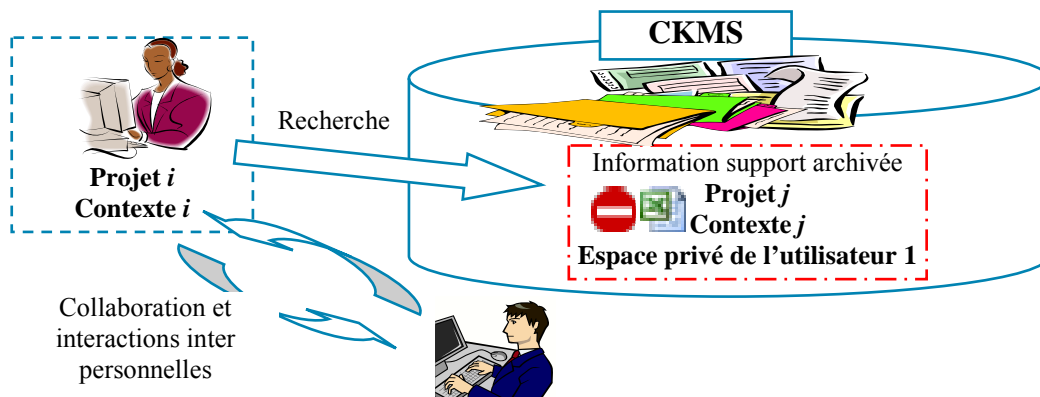 CKMS
Recherche
Projet i
Contexte i
Information support archivée
Projet j
Contexte j
Espace privé de l'utilisateur 1
Collaboration et
interactions inter
personnelles